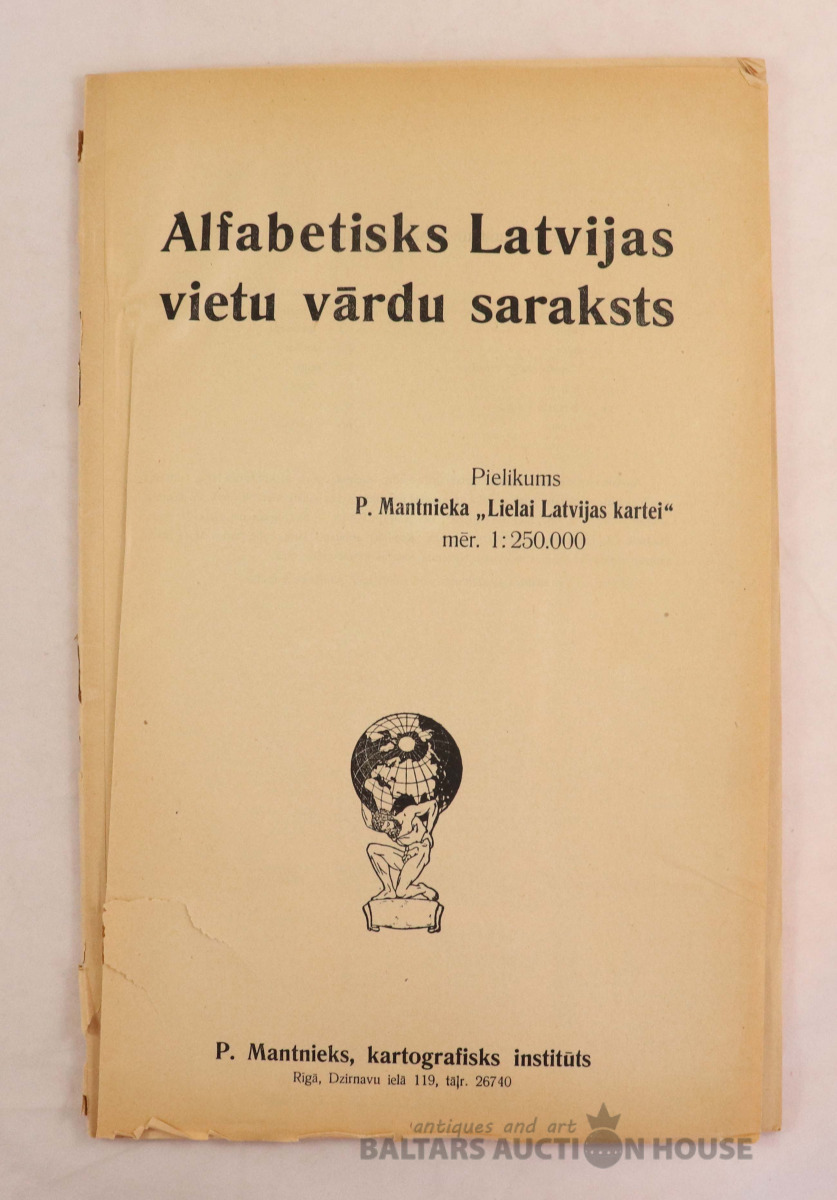 Alfabetisks Latvijas
vietu vārdu saraksts
Pielikums
P. Mantnieka „Lielai Latvijas kartei“
mēr. 1:250.000
P. Mantnieks, kartografisks institūts
Rīgā, Dzirnavu ielā 119, tāļr. 26740
antiques and art
BALTARS AUCTION HOUSE